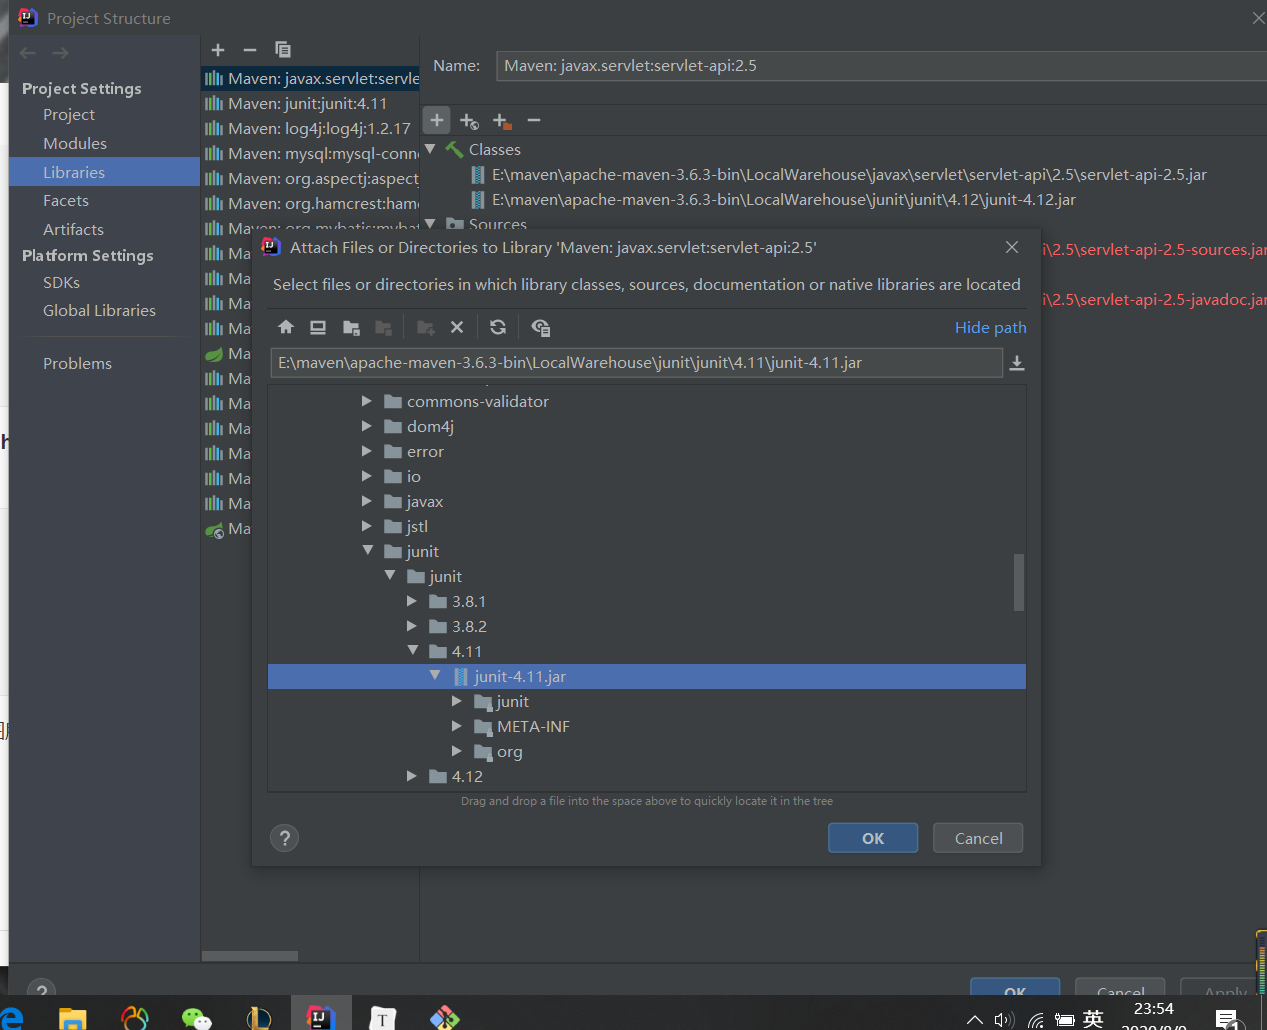 Project Structure
Project Settings
Project
Modules
Libraries
Facets
Artifacts
Platform Settings
SDKs
Global Libraries
Problems
Maven: javax.servlet:servle
Maven: junit:junit:4.11
Maven: log4j:log4j:1.2.17
Maven: mysql:mysql-conn
Maven: org.aspectj:aspect
Maven: org.hamcrest:hamc
Maven: org.mybatis:mybat
Ma
Ma
Ma
Ma
Ma
Ma
Ma
Ma
Ma
Ma
Ma
Ma
Name:
Maven: javax.servlet:servlet-api:2.5
Classes
E:\maven\apache-maven-3.6.3-bin\LocalWarehouse\javax\servlet\servlet-api\2.5\servlet-api-2.5.jar
E:\maven\apache-maven-3.6.3-bin\LocalWarehouse\junit\junit\4.12\junit-4.12.jar
Sources
i\2.5\servlet-api-2.5-sources.jar
i\2.5\servlet-api-2.5-javadoc.jar
Attach Files or Directories to Library 'Maven: javax.servlet:servlet-api:2.5'
Select files or directories in which library classes, sources, documentation or native libraries are located
Hide path
E:\maven\apache-maven-3.6.3-bin\LocalWarehouse\junit\junit\4.11\junit-4.11.jar
commons-validator
dom4j
error
io
javax
jstl
junit
junit
3.8.1
3.8.2
4.11
junit-4.11.jar
junit
META-INF
org
4.12
Drag and drop a file into the space above to quickly locate it in the tree
?
OK
Cancel
?
OK
Cancel
Apply
英
23:54
2020/8/9